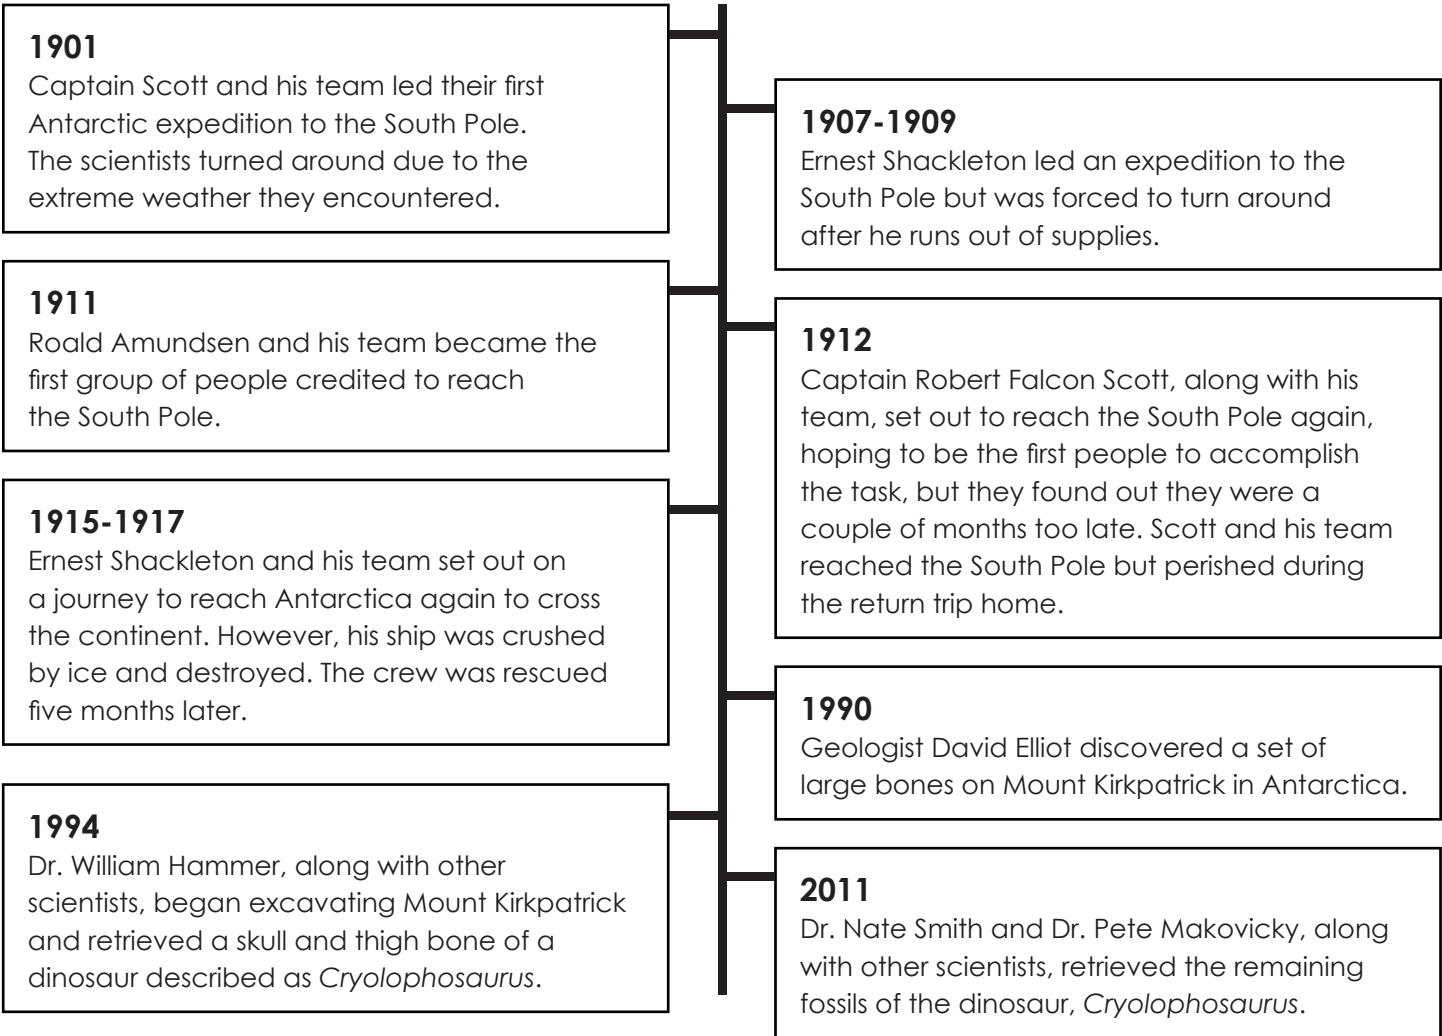 1901
Captain Scott and his team led their first
Antarctic expedition to the South Pole.
The scientists turned around due to the
extreme weather they encountered.
1907-1909
Ernest Shackleton led an expedition to the
South Pole but was forced to turn around
after he runs out of supplies.
1911
Roald Amundsen and his team became the
first group of people credited to reach
the South Pole.
1912
Captain Robert Falcon Scott, along with his
team, set out to reach the South Pole again,
hoping to be the first people to accomplish
the task, but they found out they were a
couple of months too late. Scott and his team
reached the South Pole but perished during
the return trip home.
1915-1917
Ernest Shackleton and his team set out on
a journey to reach Antarctica again to cross
the continent. However, his ship was crushed
by ice and destroyed. The crew was rescued
five months later.
1990
Geologist David Elliot discovered a set of
large bones on Mount Kirkpatrick in Antarctica.
1994
Dr. William Hammer, along with other
scientists, began excavating Mount Kirkpatrick
and retrieved a skull and thigh bone of a
dinosaur described as Cryolophosaurus.
2011
Dr. Nate Smith and Dr. Pete Makovicky, along
with other scientists, retrieved the remaining
fossils of the dinosaur, Cryolophosaurus.